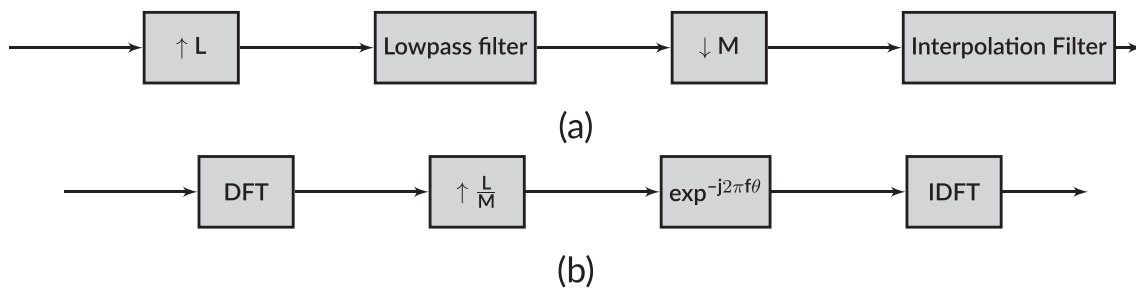 ↑ L
Lowpass filter
↓ M
Interpolation Filter
(a)
DFT
↑ L/M
exp^-j2πfθ
IDFT
(b)